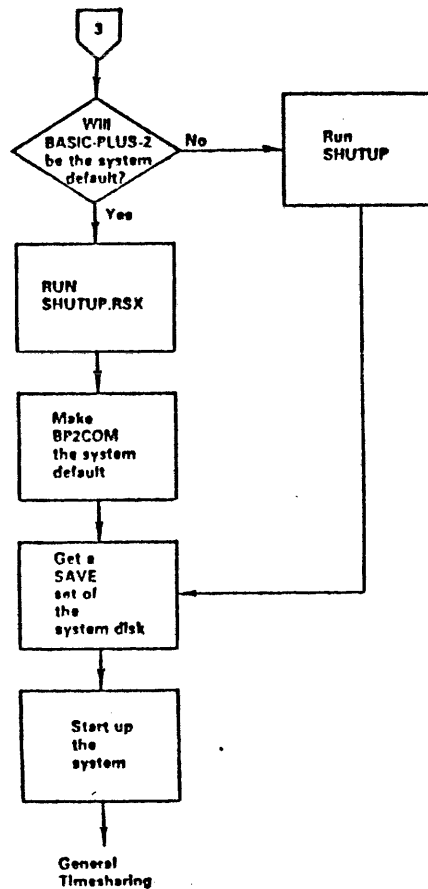 3
Will
BASIC-PLUS-2
be the system
default?
No
Run
SHUTUP
Yes
RUN
SHUTUP.RSX
Make
BP2COM
the system
default
Get a
SAVE
set of
the
system disk
Start up
the
system
General
Timesharing